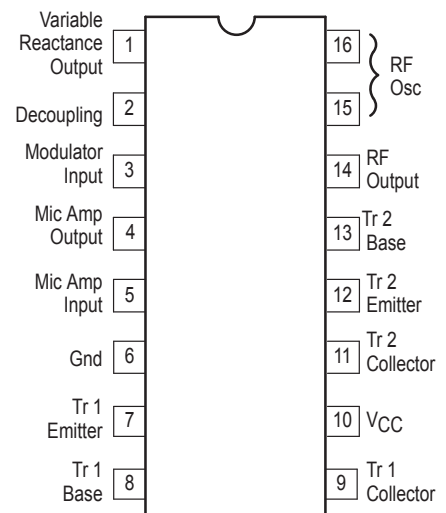 Variable
Reactance
Output
1
Decoupling
2
Modulator
Input
3
Mic Amp
Output
4
Mic Amp
Input
5
Gnd
6
Tr 1
Emitter
7
Tr 1
Base
8
16
RF
Osc
15
14
RF
Output
13
Tr 2
Base
12
Tr 2
Emitter
11
Tr 2
Collector
10
VCC
9
Tr 1
Collector